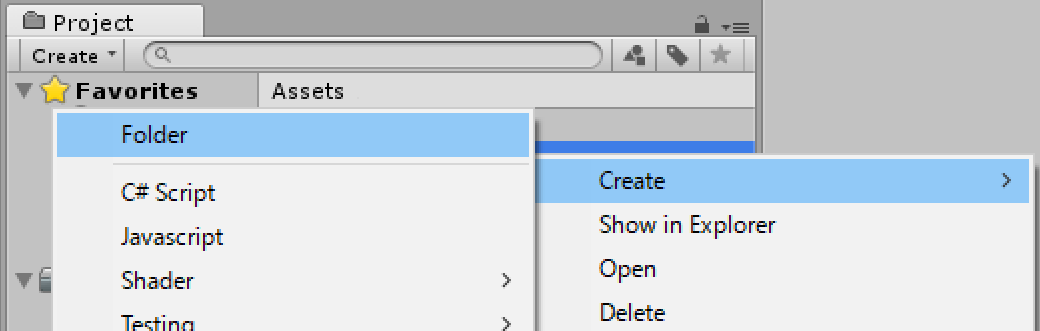 Project
Create
Favorites
Assets
Folder
C# Script
Javascript
Shader
Testing
Create
Show in Explorer
Open
Delete